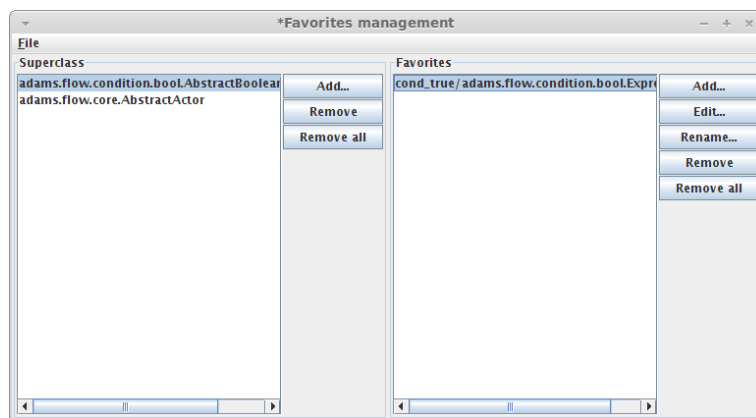 *Favorites management
File
Superclass
adams.flow.condition.bool.AbstractBoolear
adams.flow.core.AbstractActor
Add...
Remove
Remove all
Favorites
cond_true/adams.flow.condition.bool.Expre
Add...
Edit...
Rename...
Remove
Remove all